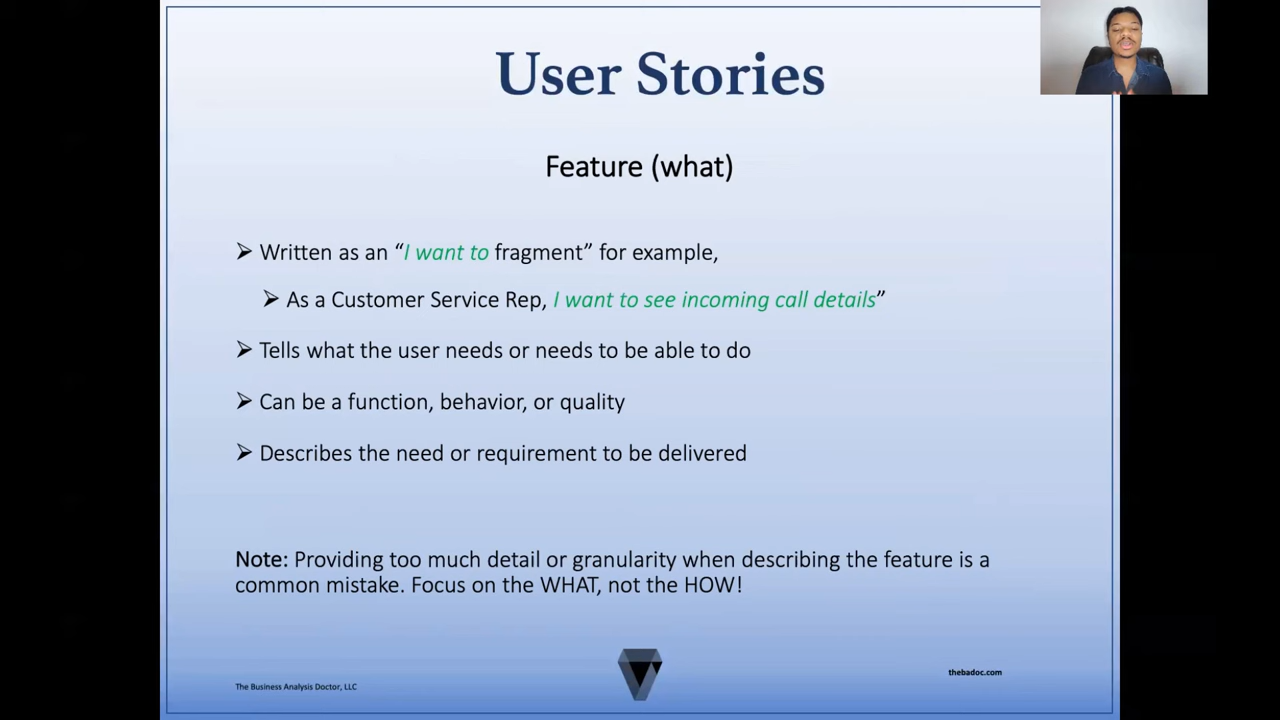 User Stories
Feature (what)
Written as an “I want to fragment” for example,
As a Customer Service Rep, I want to see incoming call details”
Tells what the user needs or needs to be able to do
Can be a function, behavior, or quality
Describes the need or requirement to be delivered
Note: Providing too much detail or granularity when describing the feature is a
common mistake. Focus on the WHAT, not the HOW!
The Business Analysis Doctor, LLC
thebadoc.com